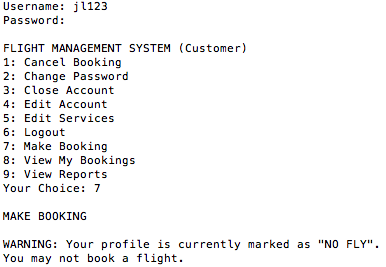 Username: jl123
Password:
FLIGHT MANAGEMENT SYSTEM (Customer)
1: Cancel Booking
2: Change Password
3: Close Account
4: Edit Account
5: Edit Services
6: Logout
7: Make Booking
8: View My Bookings
9: View Reports
Your Choice: 7
MAKE BOOKING
WARNING: Your profile is currently marked as "NO FLY".
You may not book a flight.